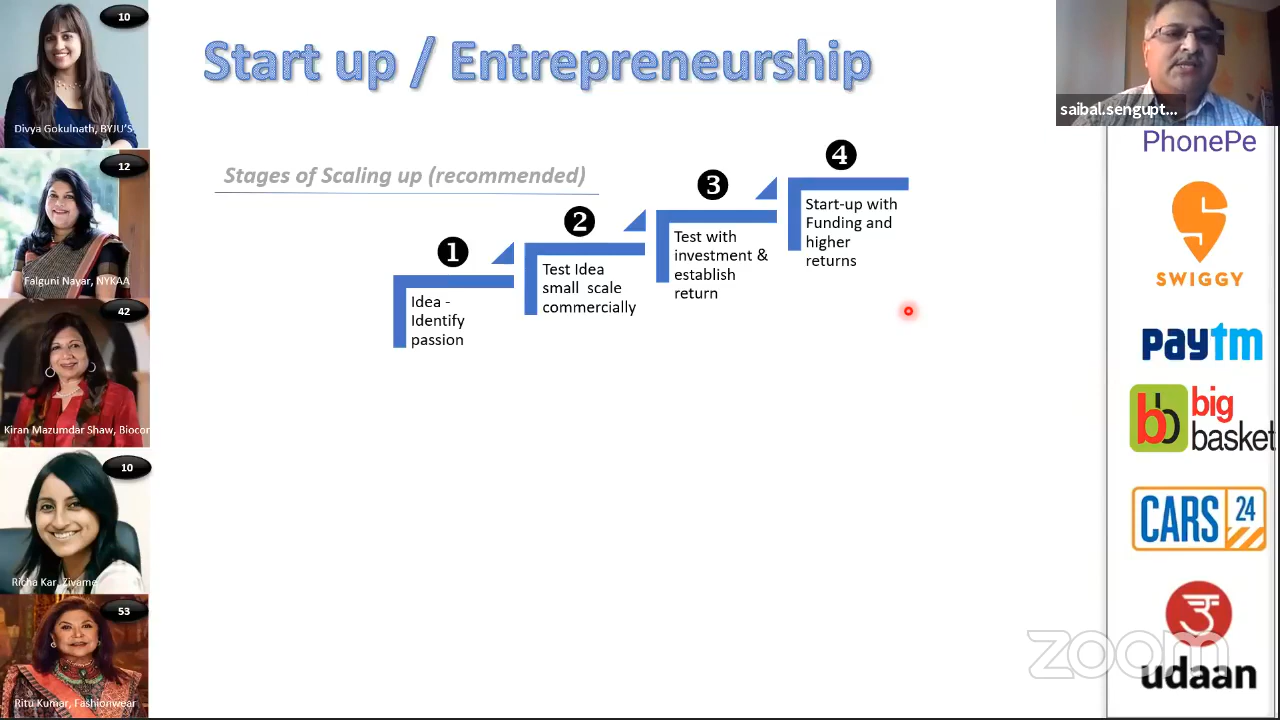 10
Divya Gokulnath, BYJU'S
12
Falguni Nayar, NYKAA
42
Kiran Mazumdar Shaw, Biocon
10
Richa Kar, Zivame
53
Ritu Kumar, Fashionwear
Start up / Entrepreneurship
Stages of Scaling up (recommended)
1
Idea -
Identify
passion
2
Test Idea
small scale
commercially
3
Test with
investment &
establish
return
4
Start-up with
Funding and
higher
returns
saibal.sengupt...
PhonePe
SWIGGY
paytm
bb
big
basket
CARS
24
उ
udaan
zoom